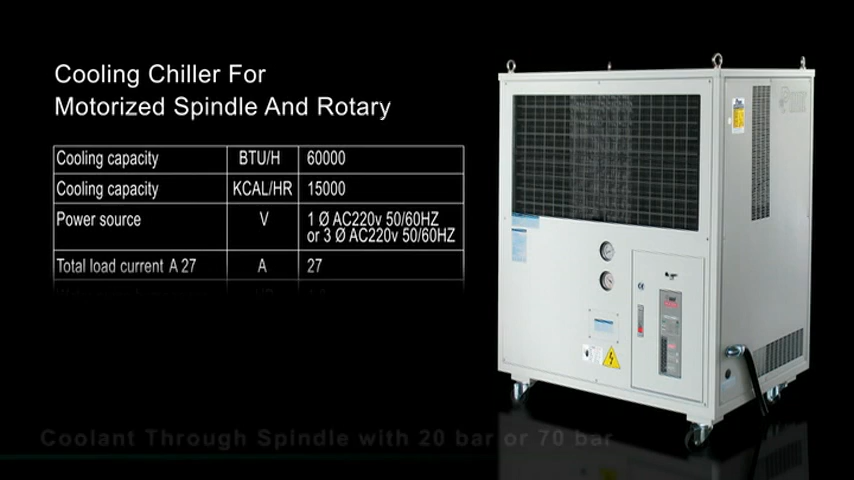 Cooling Chiller For
Motorized Spindle And Rotary
Cooling capacity BTU/H 60000
Cooling capacity KCAL/HR 15000
Power source V 1 Ø AC220v 50/60HZ
or 3 Ø AC220v 50/60HZ
Total load current A 27 A 27
Coolant Through Spindle with 20 bar or 70 bar